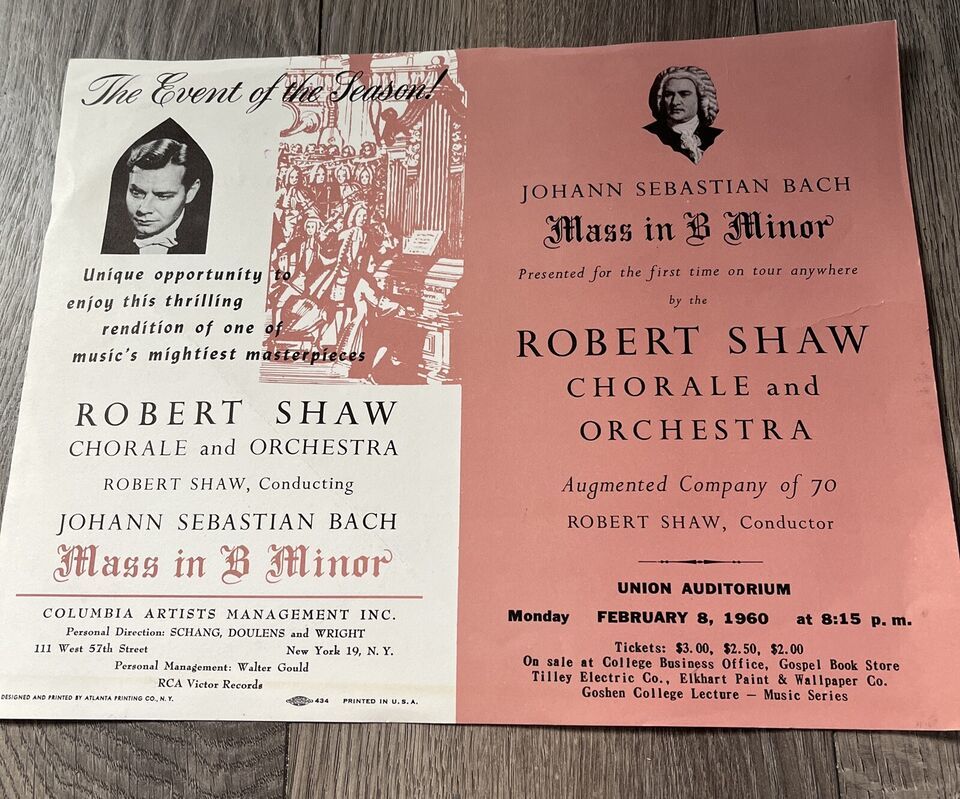 The Event of the Season!
Unique opportunity to
enjoy this thrilling
rendition of one of
music's mightiest masterpieces
ROBERT SHAW
CHORALE and ORCHESTRA
ROBERT SHAW, Conducting
JOHANN SEBASTIAN BACH
Mass in B Minor
COLUMBIA ARTISTS MANAGEMENT INC.
Personal Direction: SCHANG, DOULENS and WRIGHT
111 West 57th Street New York 19, N. Y.
Personal Management: Walter Gould
RCA Victor Records
DESIGNED AND PRINTED BY ATLANTA PRINTING CO., N. Y. 434 PRINTED IN U. S. A.
JOHANN SEBASTIAN BACH
Mass in B Minor
Presented for the first time on tour anywhere
by the
ROBERT SHAW
CHORALE and
ORCHESTRA
Augmented Company of 70
ROBERT SHAW, Conductor
UNION AUDITORIUM
Monday FEBRUARY 8, 1960 at 8:15 p. m.
Tickets: $3.00, $2.50, $2.00
On sale at College Business Office, Gospel Book Store
Tilley Electric Co., Elkhart Paint & Wallpaper Co.
Goshen College Lecture — Music Series